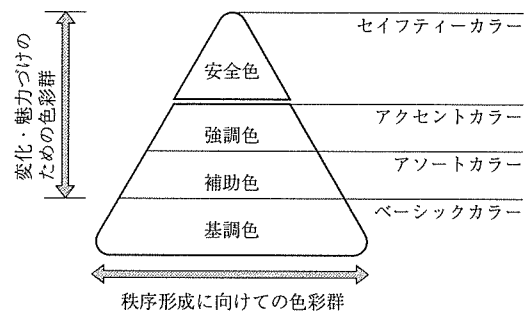 セイフティーカラー
安全色
アクセントカラー
強調色
アソートカラー
補助色
ベーシックカラー
基調色
変化・魅力づけの
ための色彩群
秩序形成に向けての色彩群